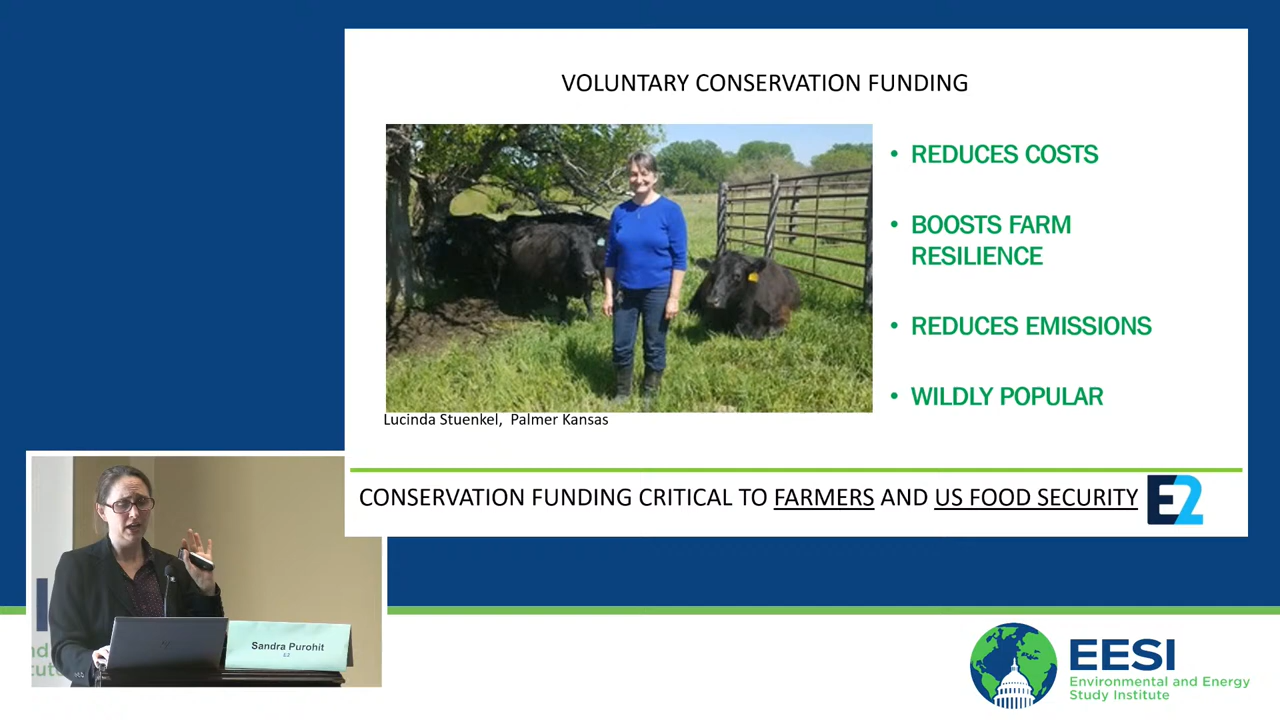 VOLUNTARY CONSERVATION FUNDING
• REDUCES COSTS
• BOOSTS FARM
RESILIENCE
• REDUCES EMISSIONS
• WILDLY POPULAR
Lucinda Stuenkel, Palmer Kansas
CONSERVATION FUNDING CRITICAL TO FARMERS AND US FOOD SECURITY
E2
Sandra Purohit
E2
EESI
Environmental and Energy
Study Institute